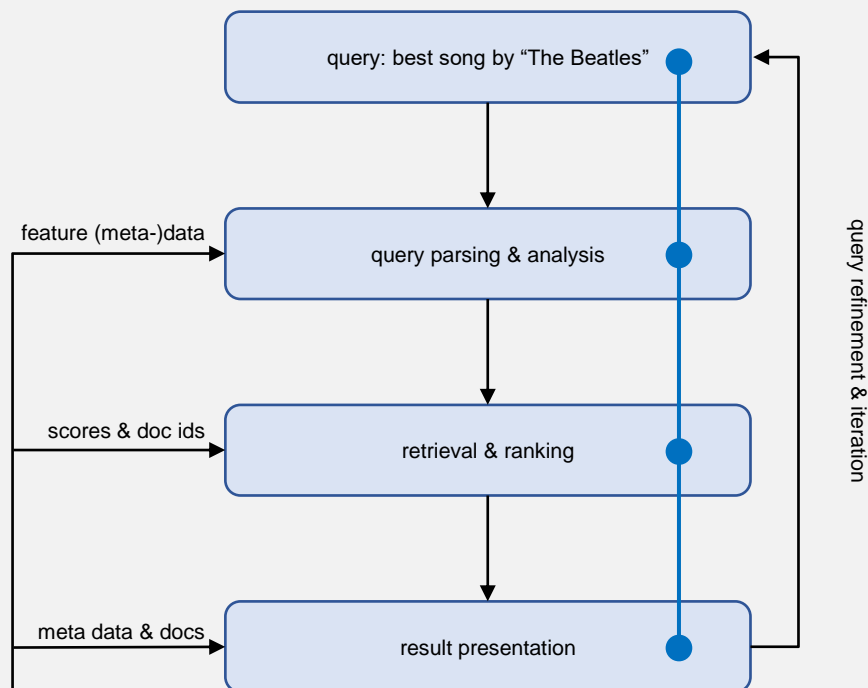 query: best song by “The Beatles”
feature (meta-)data
query parsing & analysis
scores & doc ids
retrieval & ranking
meta data & docs
result presentation
query refinement & iteration